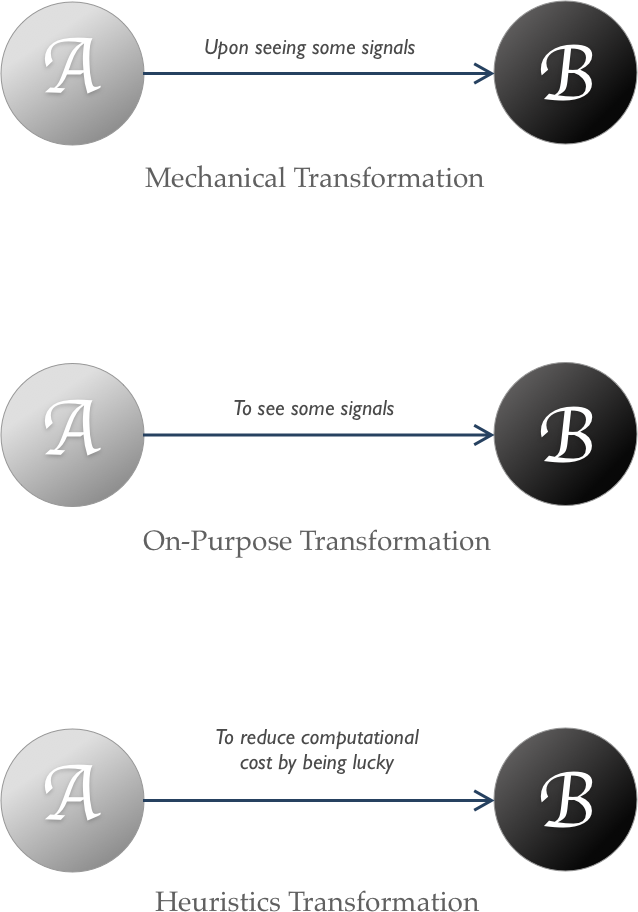 Upon seeing some signals
A
B
Mechanical Transformation
To see some signals
A
B
On-Purpose Transformation
To reduce computational
cost by being lucky
A
B
Heuristics Transformation